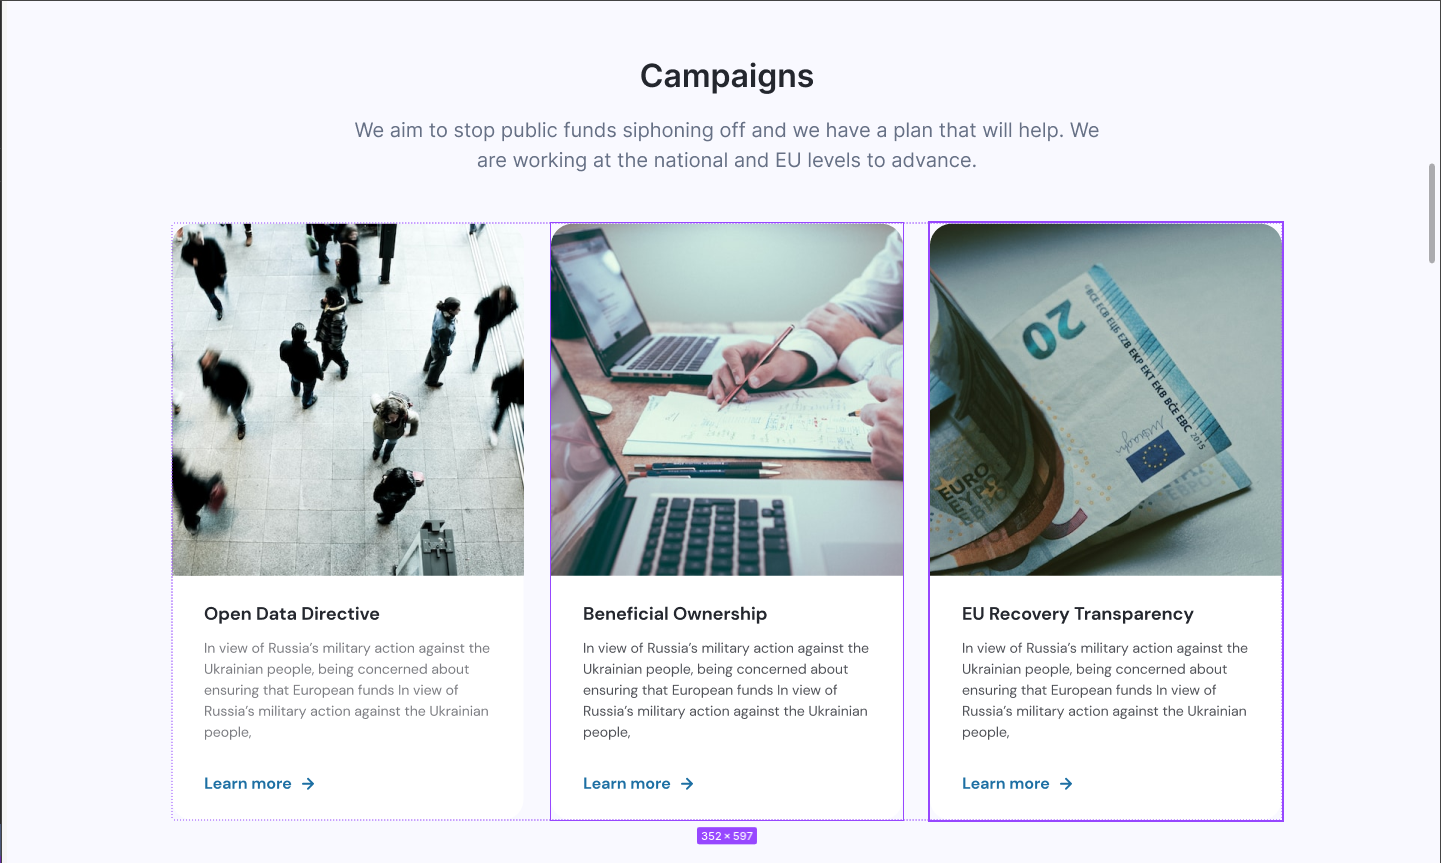 Campaigns
We aim to stop public funds siphoning off and we have a plan that will help. We
are working at the national and EU levels to advance.
20
BCE ECB ЕЦБ EZB EKP EKT EKB BĊE EBC 2015
EURO
EYPO
ЕВРО
Open Data Directive
In view of Russia’s military action against the
Ukrainian people, being concerned about
ensuring that European funds In view of
Russia’s military action against the Ukrainian
people,
Learn more →
Beneficial Ownership
In view of Russia’s military action against the
Ukrainian people, being concerned about
ensuring that European funds In view of
Russia’s military action against the Ukrainian
people,
Learn more →
EU Recovery Transparency
In view of Russia’s military action against the
Ukrainian people, being concerned about
ensuring that European funds In view of
Russia’s military action against the Ukrainian
people,
Learn more →
352 × 597